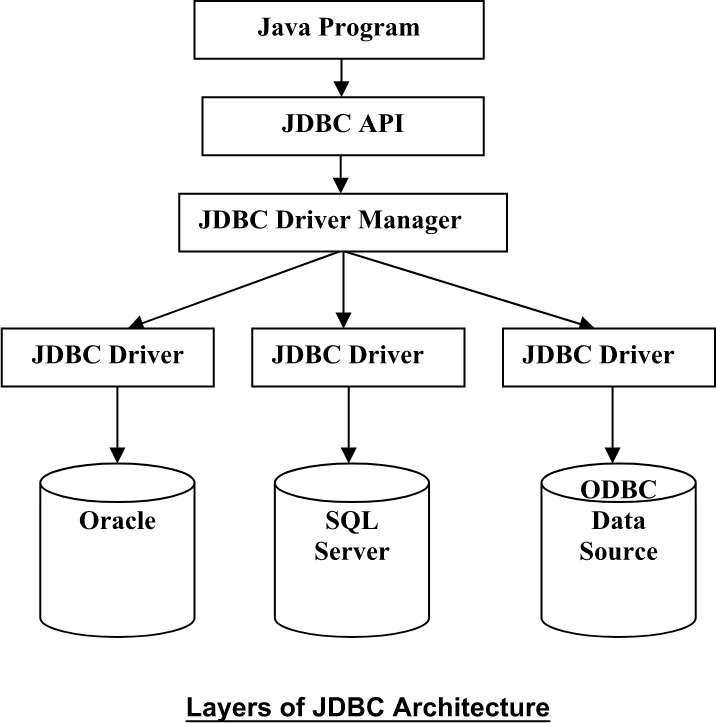 Java Program
JDBC API
JDBC Driver Manager
JDBC Driver
JDBC Driver
JDBC Driver
Oracle
SQL
Server
ODBC
Data
Source
Layers of JDBC Architecture